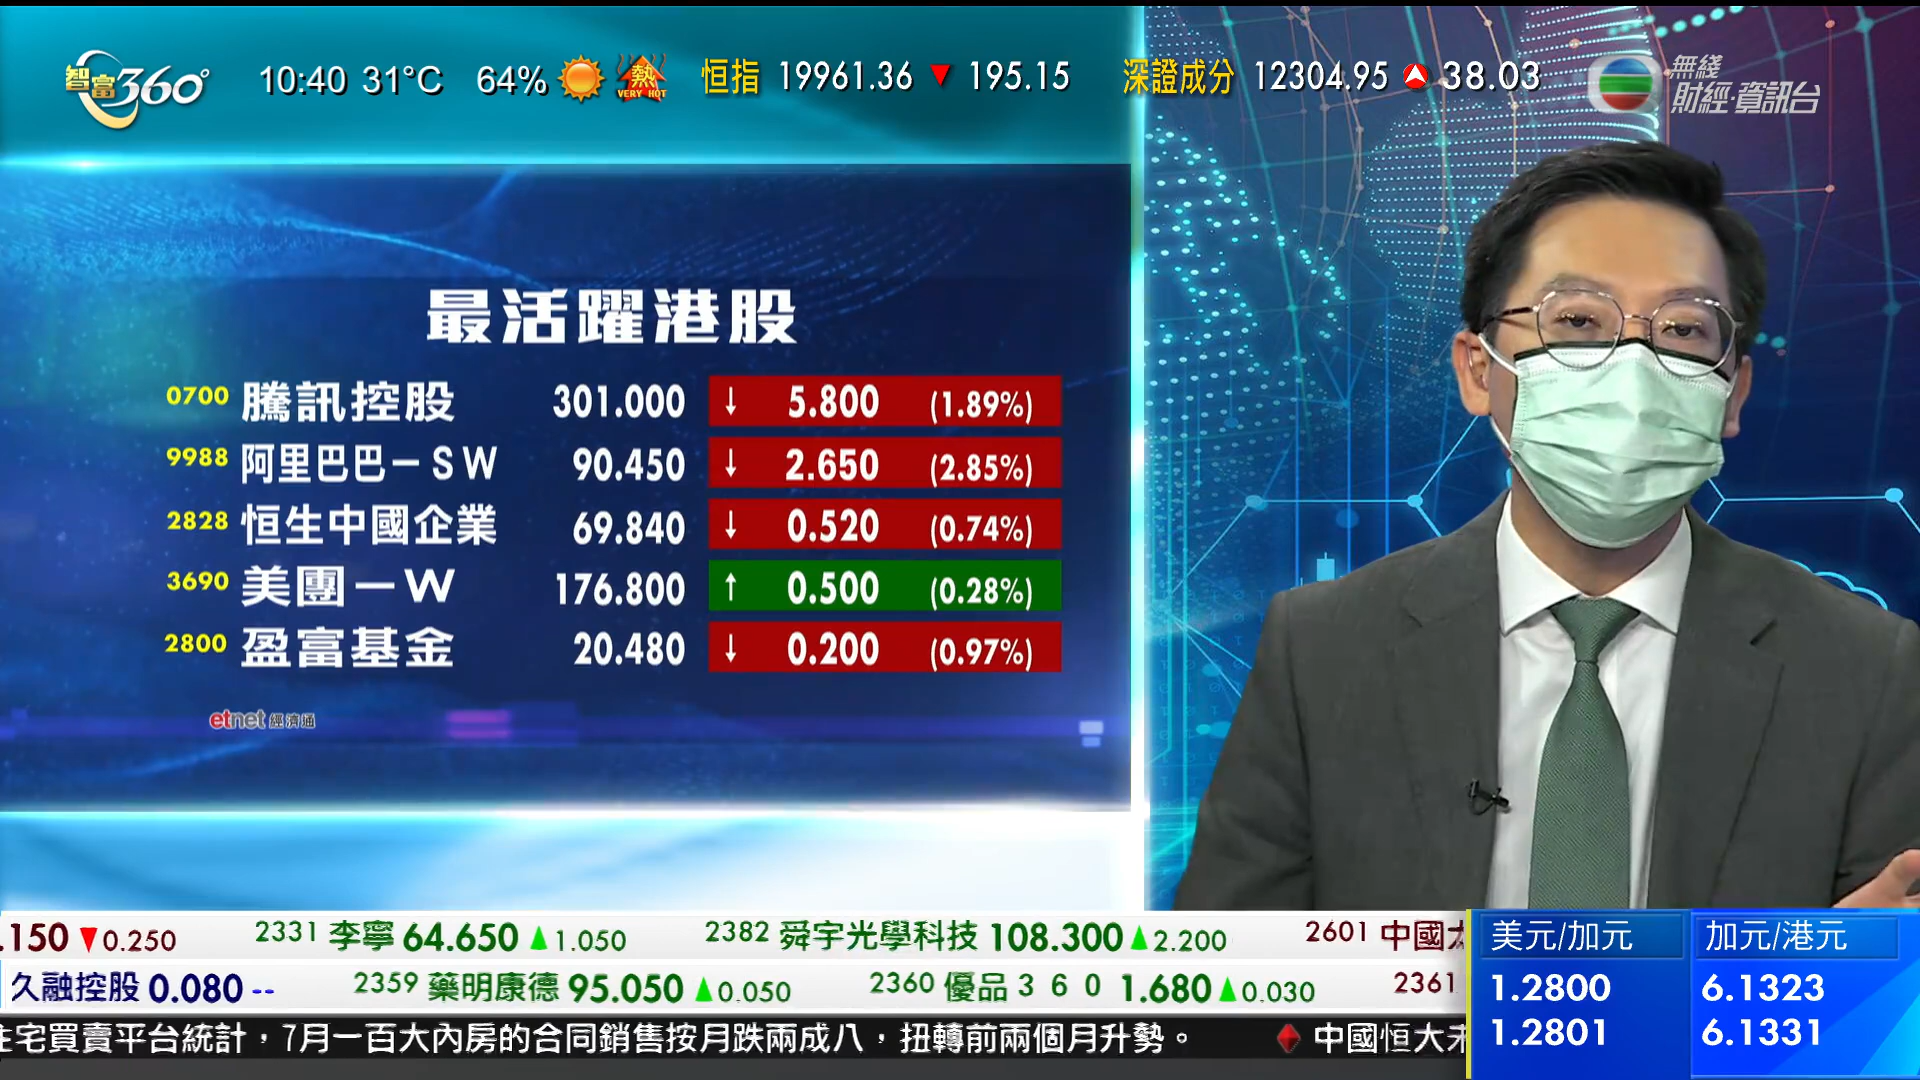 智富360°
10:40 31°C 64% 熱 VERY HOT 恒指 19961.36 ▼ 195.15 深證成分 12304.95 ▲ 38.03
無綫
財經·資訊台
最活躍港股
0700 騰訊控股 301.000 ↓ 5.800 (1.89%)
9988 阿里巴巴－ＳＷ 90.450 ↓ 2.650 (2.85%)
2828 恒生中國企業 69.840 ↓ 0.520 (0.74%)
3690 美團－Ｗ 176.800 ↑ 0.500 (0.28%)
2800 盈富基金 20.480 ↓ 0.200 (0.97%)
etnet 經濟通
.150 ▼0.250 2331 李寧 64.650 ▲1.050 2382 舜宇光學科技 108.300 ▲2.200 2601 中國太
久融控股 0.080 -- 2359 藥明康德 95.050 ▲0.050 2360 優品３６０ 1.680 ▲0.030 2361
住宅買賣平台統計，7月一百大內房的合同銷售按月跌兩成八，扭轉前兩個月升勢。 ◆ 中國恒大未
美元/加元 加元/港元
1.2800 6.1323
1.2801 6.1331